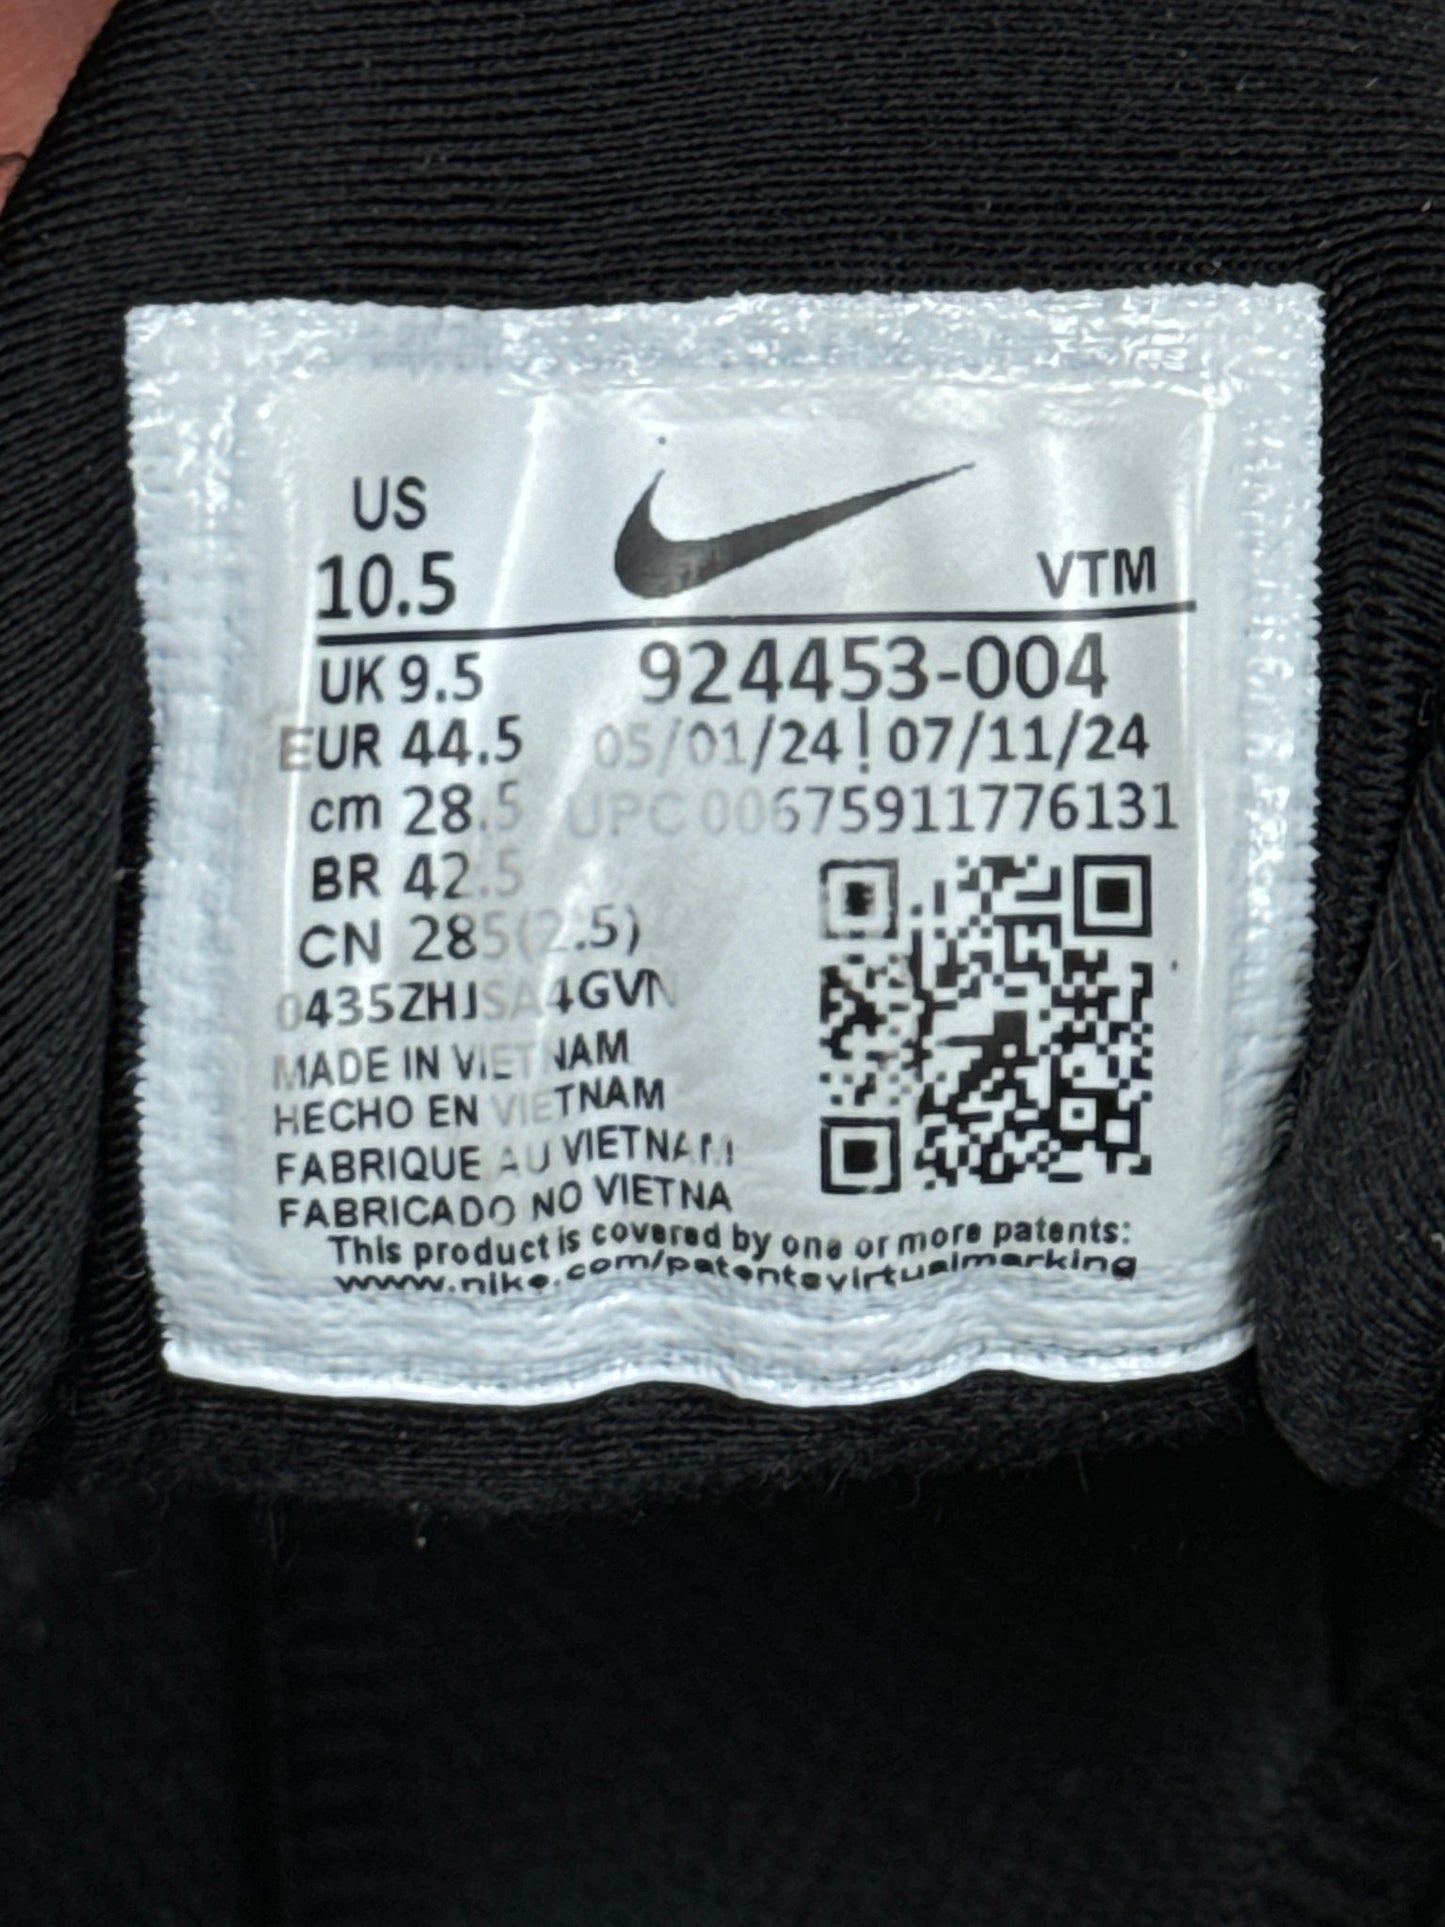 US
10.5
VTM
UK 9.5
924453-004
EUR 44.5
05/01/24 | 07/11/24
cm 28.5
UPC 00675911776131
BR 42.5
CN 285(2.5)
0435ZHJSA4GVN
MADE IN VIETNAM
HECHO EN VIETNAM
FABRIQUE AU VIETNAM
FABRICADO NO VIETNA
This product is covered by one or more patents:
www.nike.com/patentsvirtualmarking